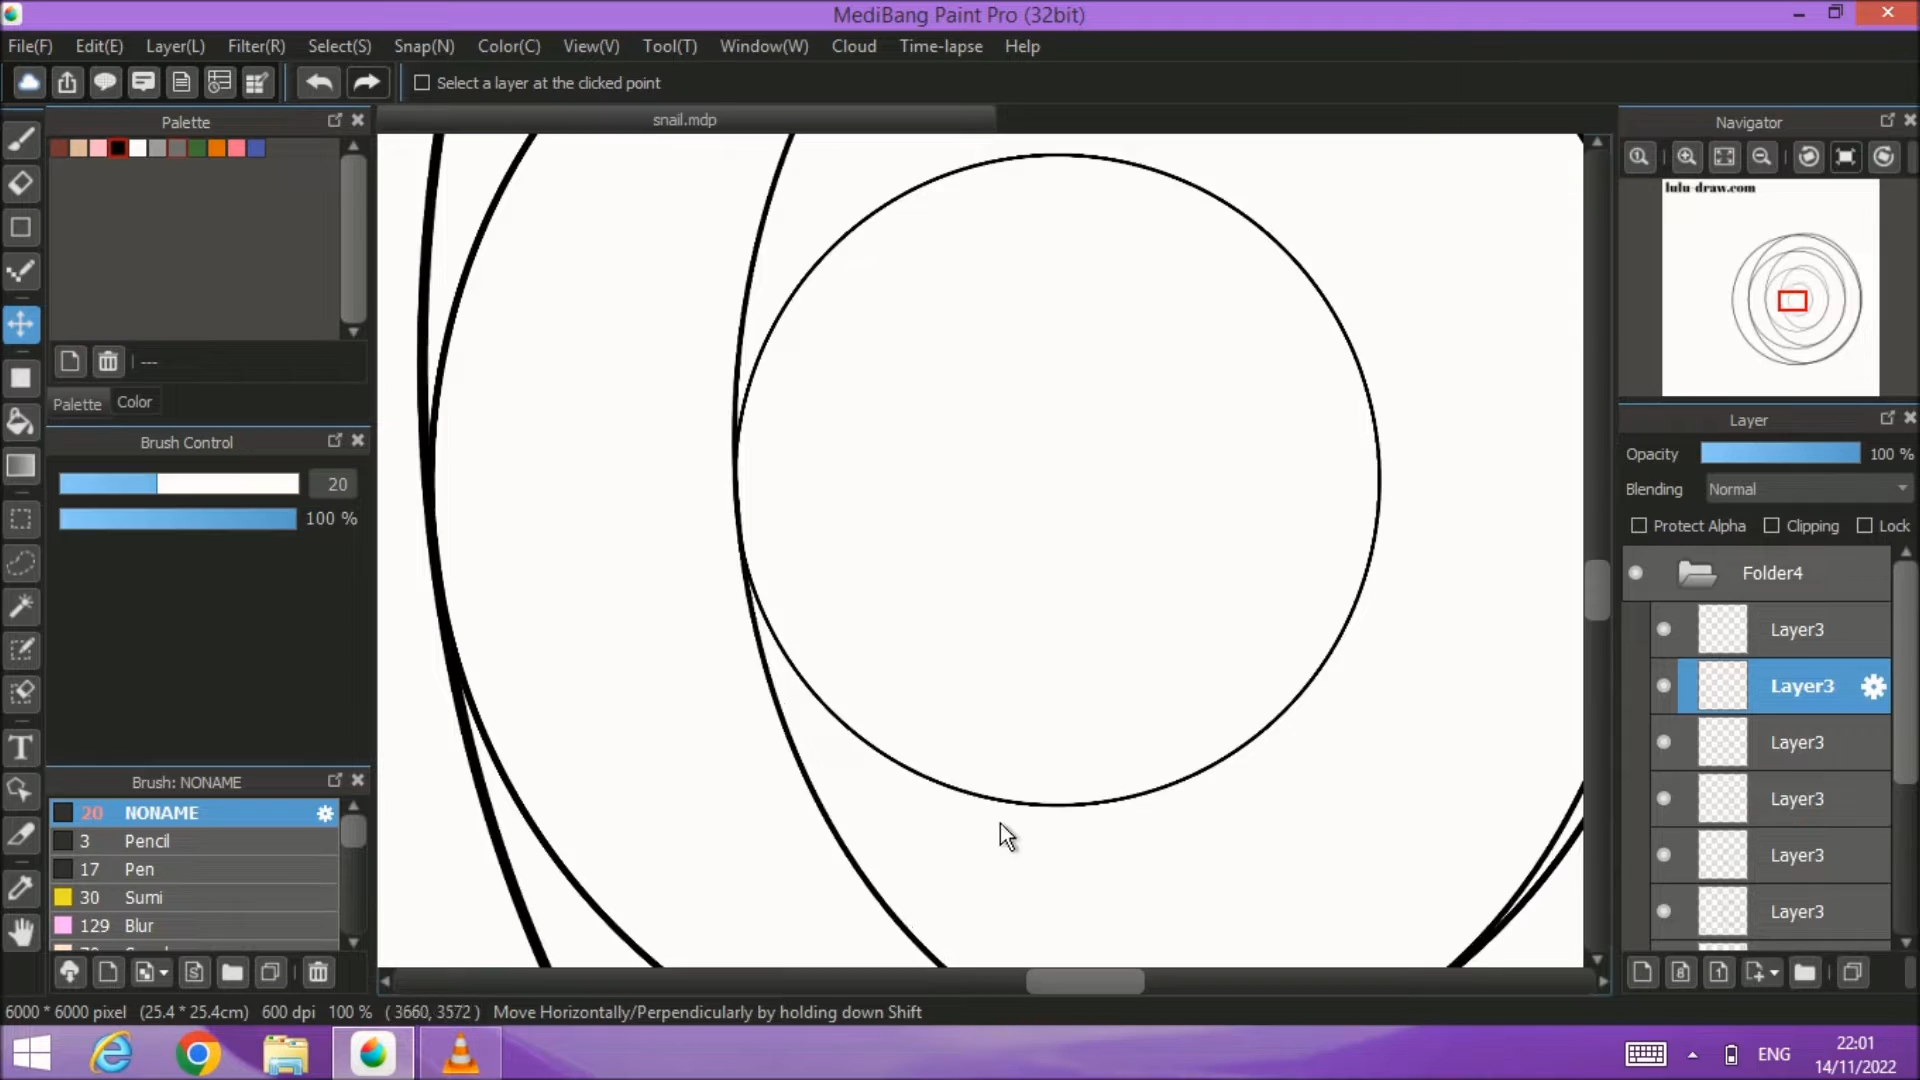 MediBang Paint Pro (32bit)
File(F) Edit(E) Layer(L) Filter(R) Select(S) Snap(N) Color(C) View(V) Tool(T) Window(W) Cloud Time-lapse Help
Select a layer at the clicked point
Palette
snail.mdp
Navigator
lulu-draw.com
---
Palette Color
Brush Control
20
100 %
Layer
Opacity 100 %
Blending Normal
Protect Alpha Clipping Lock
Folder4
Layer3
Layer3
Layer3
Layer3
Layer3
Layer3
Brush: NONAME
20 NONAME
3 Pencil
17 Pen
30 Sumi
129 Blur
6000 * 6000 pixel (25.4 * 25.4cm) 600 dpi 100 % ( 3660, 3572 ) Move Horizontally/Perpendicularly by holding down Shift
ENG
22:01
14/11/2022